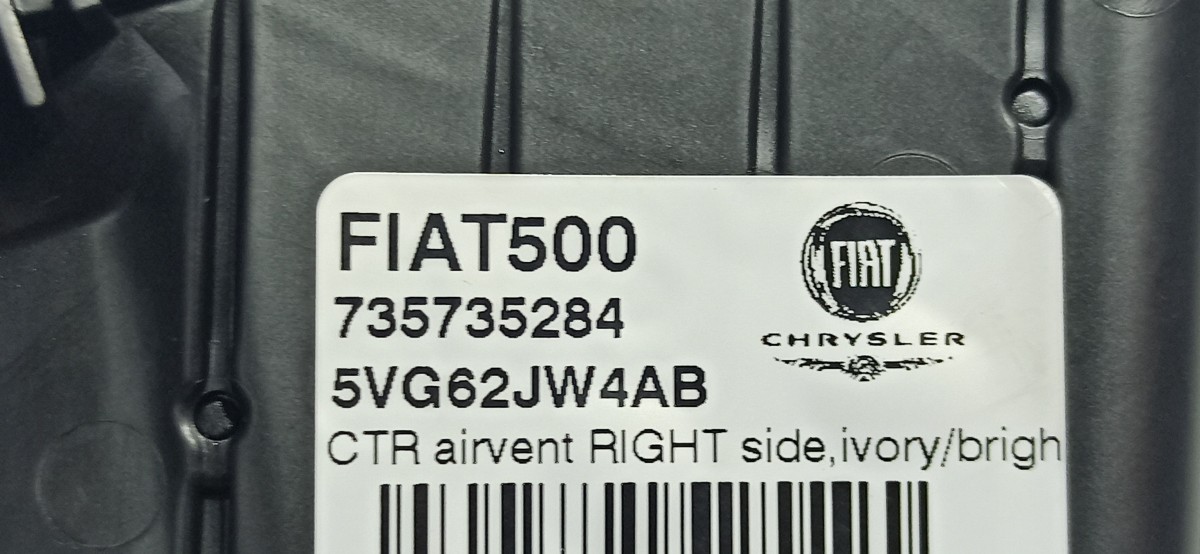 FIAT500
FIAT
735735284
CHRYSLER
5VG62JW4AB
CTR airvent RIGHT side,ivory/brigh